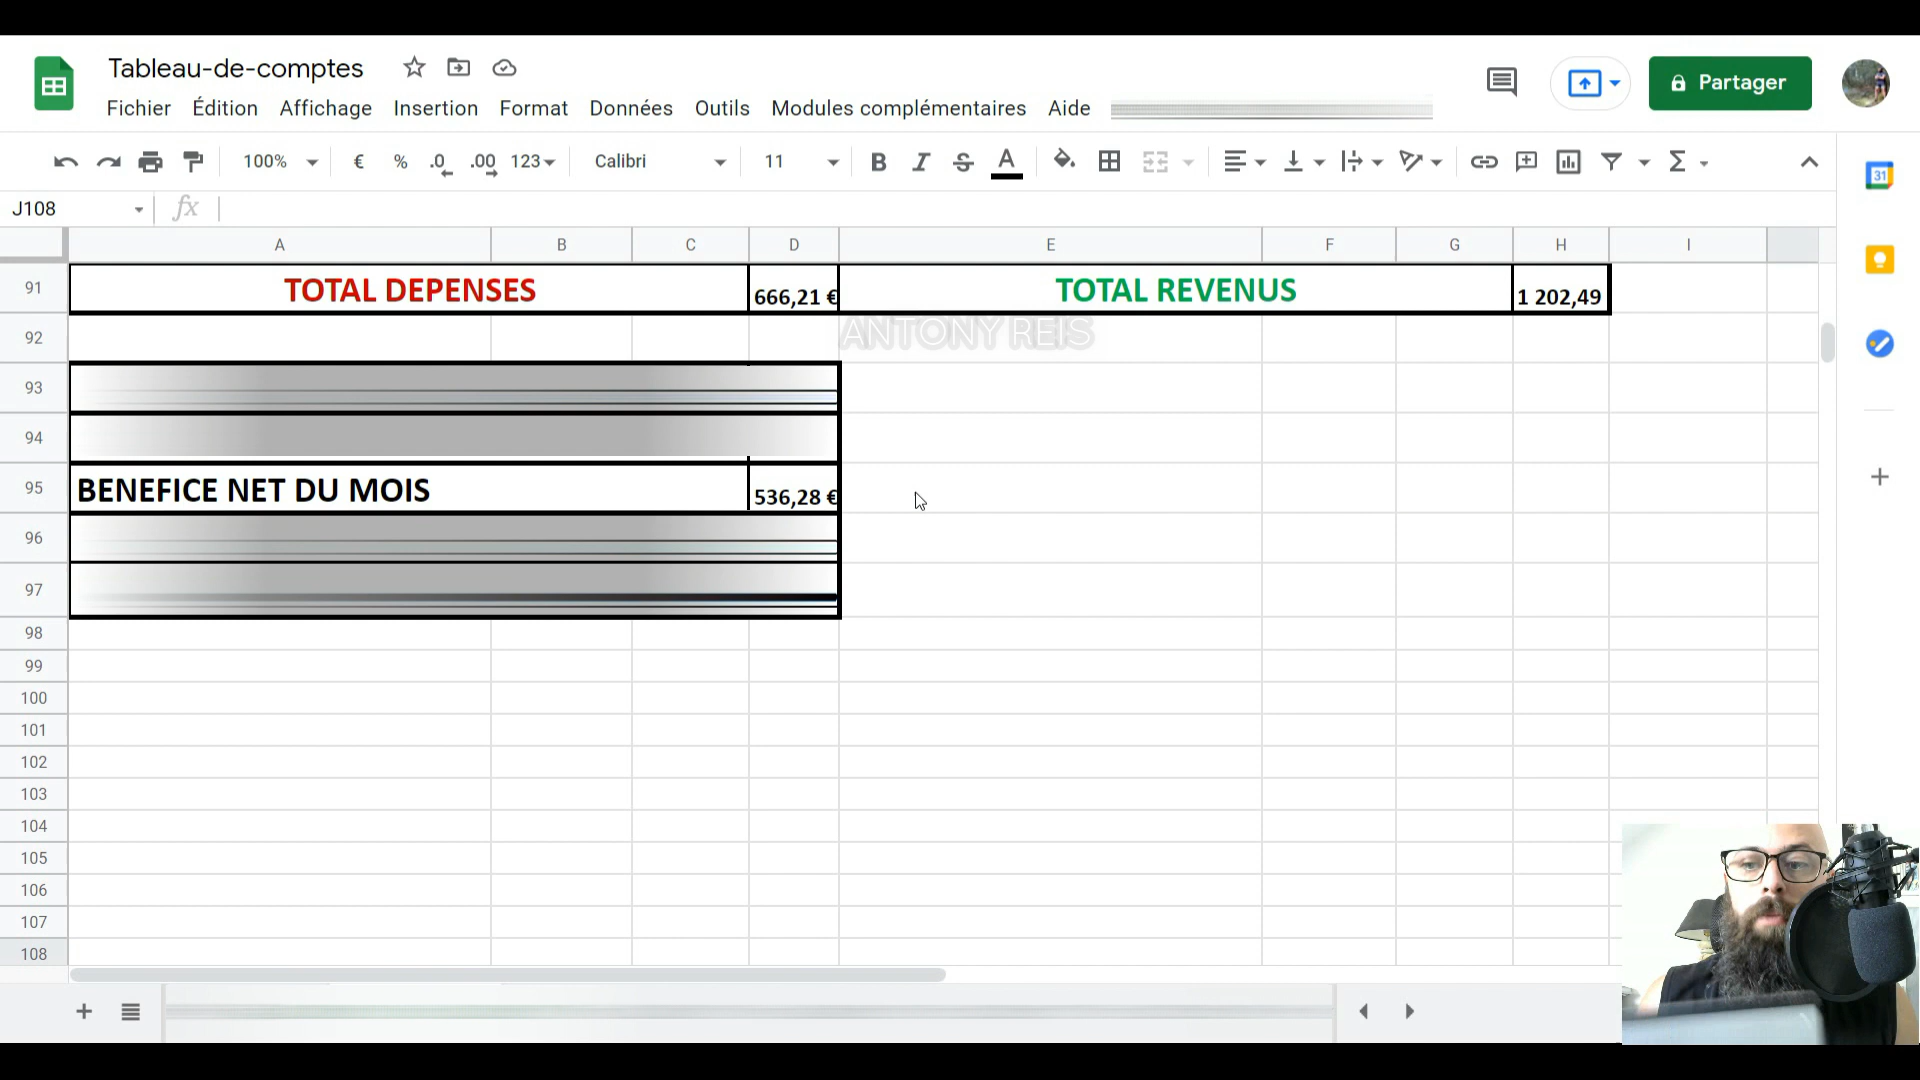 Tableau-de-comptes
Fichier Édition Affichage Insertion Format Données Outils Modules complémentaires Aide
Partager
100% € % .0 .00 123 Calibri 11 B I S A Σ
J108 fx
31
A B C D E F G H I
91 TOTAL DEPENSES 666,21 € TOTAL REVENUS 1 202,49
92 ANTONY REIS
93
94
95 BENEFICE NET DU MOIS 536,28 €
96
97
98
99
100
101
102
103
104
105
106
107
108